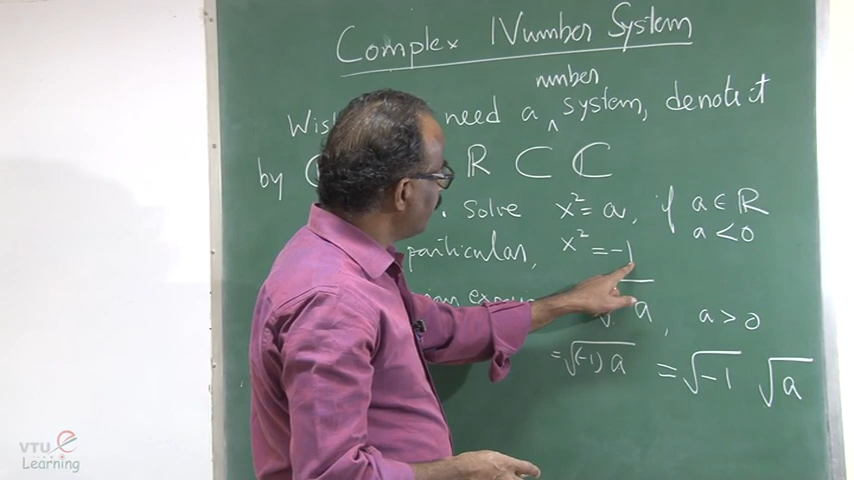 Complex Number System
number
need a ∧ system, denote it
by ℝ ⊂ ℂ
Solve x² = a, if a ∈ ℝ
a < 0
particular, x² = -1
a, a > 0
= √(-1) a = √-1 √a
VTU e
Learning